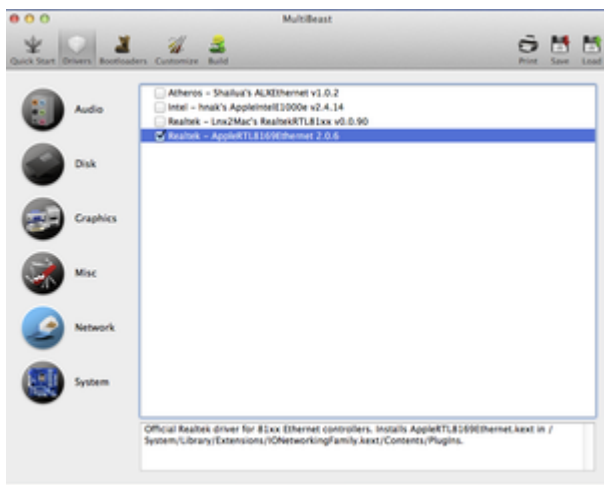 MultiBeast
Quick Start Drivers Bootloaders Customize Build Print Save Load
Audio
Disk
Graphics
Misc
Network
System
Atheros - Shailua's ALXEthernet v1.0.2
Intel - hnak's AppleIntelE1000e v2.4.14
Realtek - Lnx2Mac's RealtekRTL81xx v0.0.90
Realtek - AppleRTL8169Ethernet 2.0.6
Official Realtek driver for 81xx Ethernet controllers. Installs AppleRTL8169Ethernet.kext in /
System/Library/Extensions/IONetworkingFamily.kext/Contents/PlugIns.